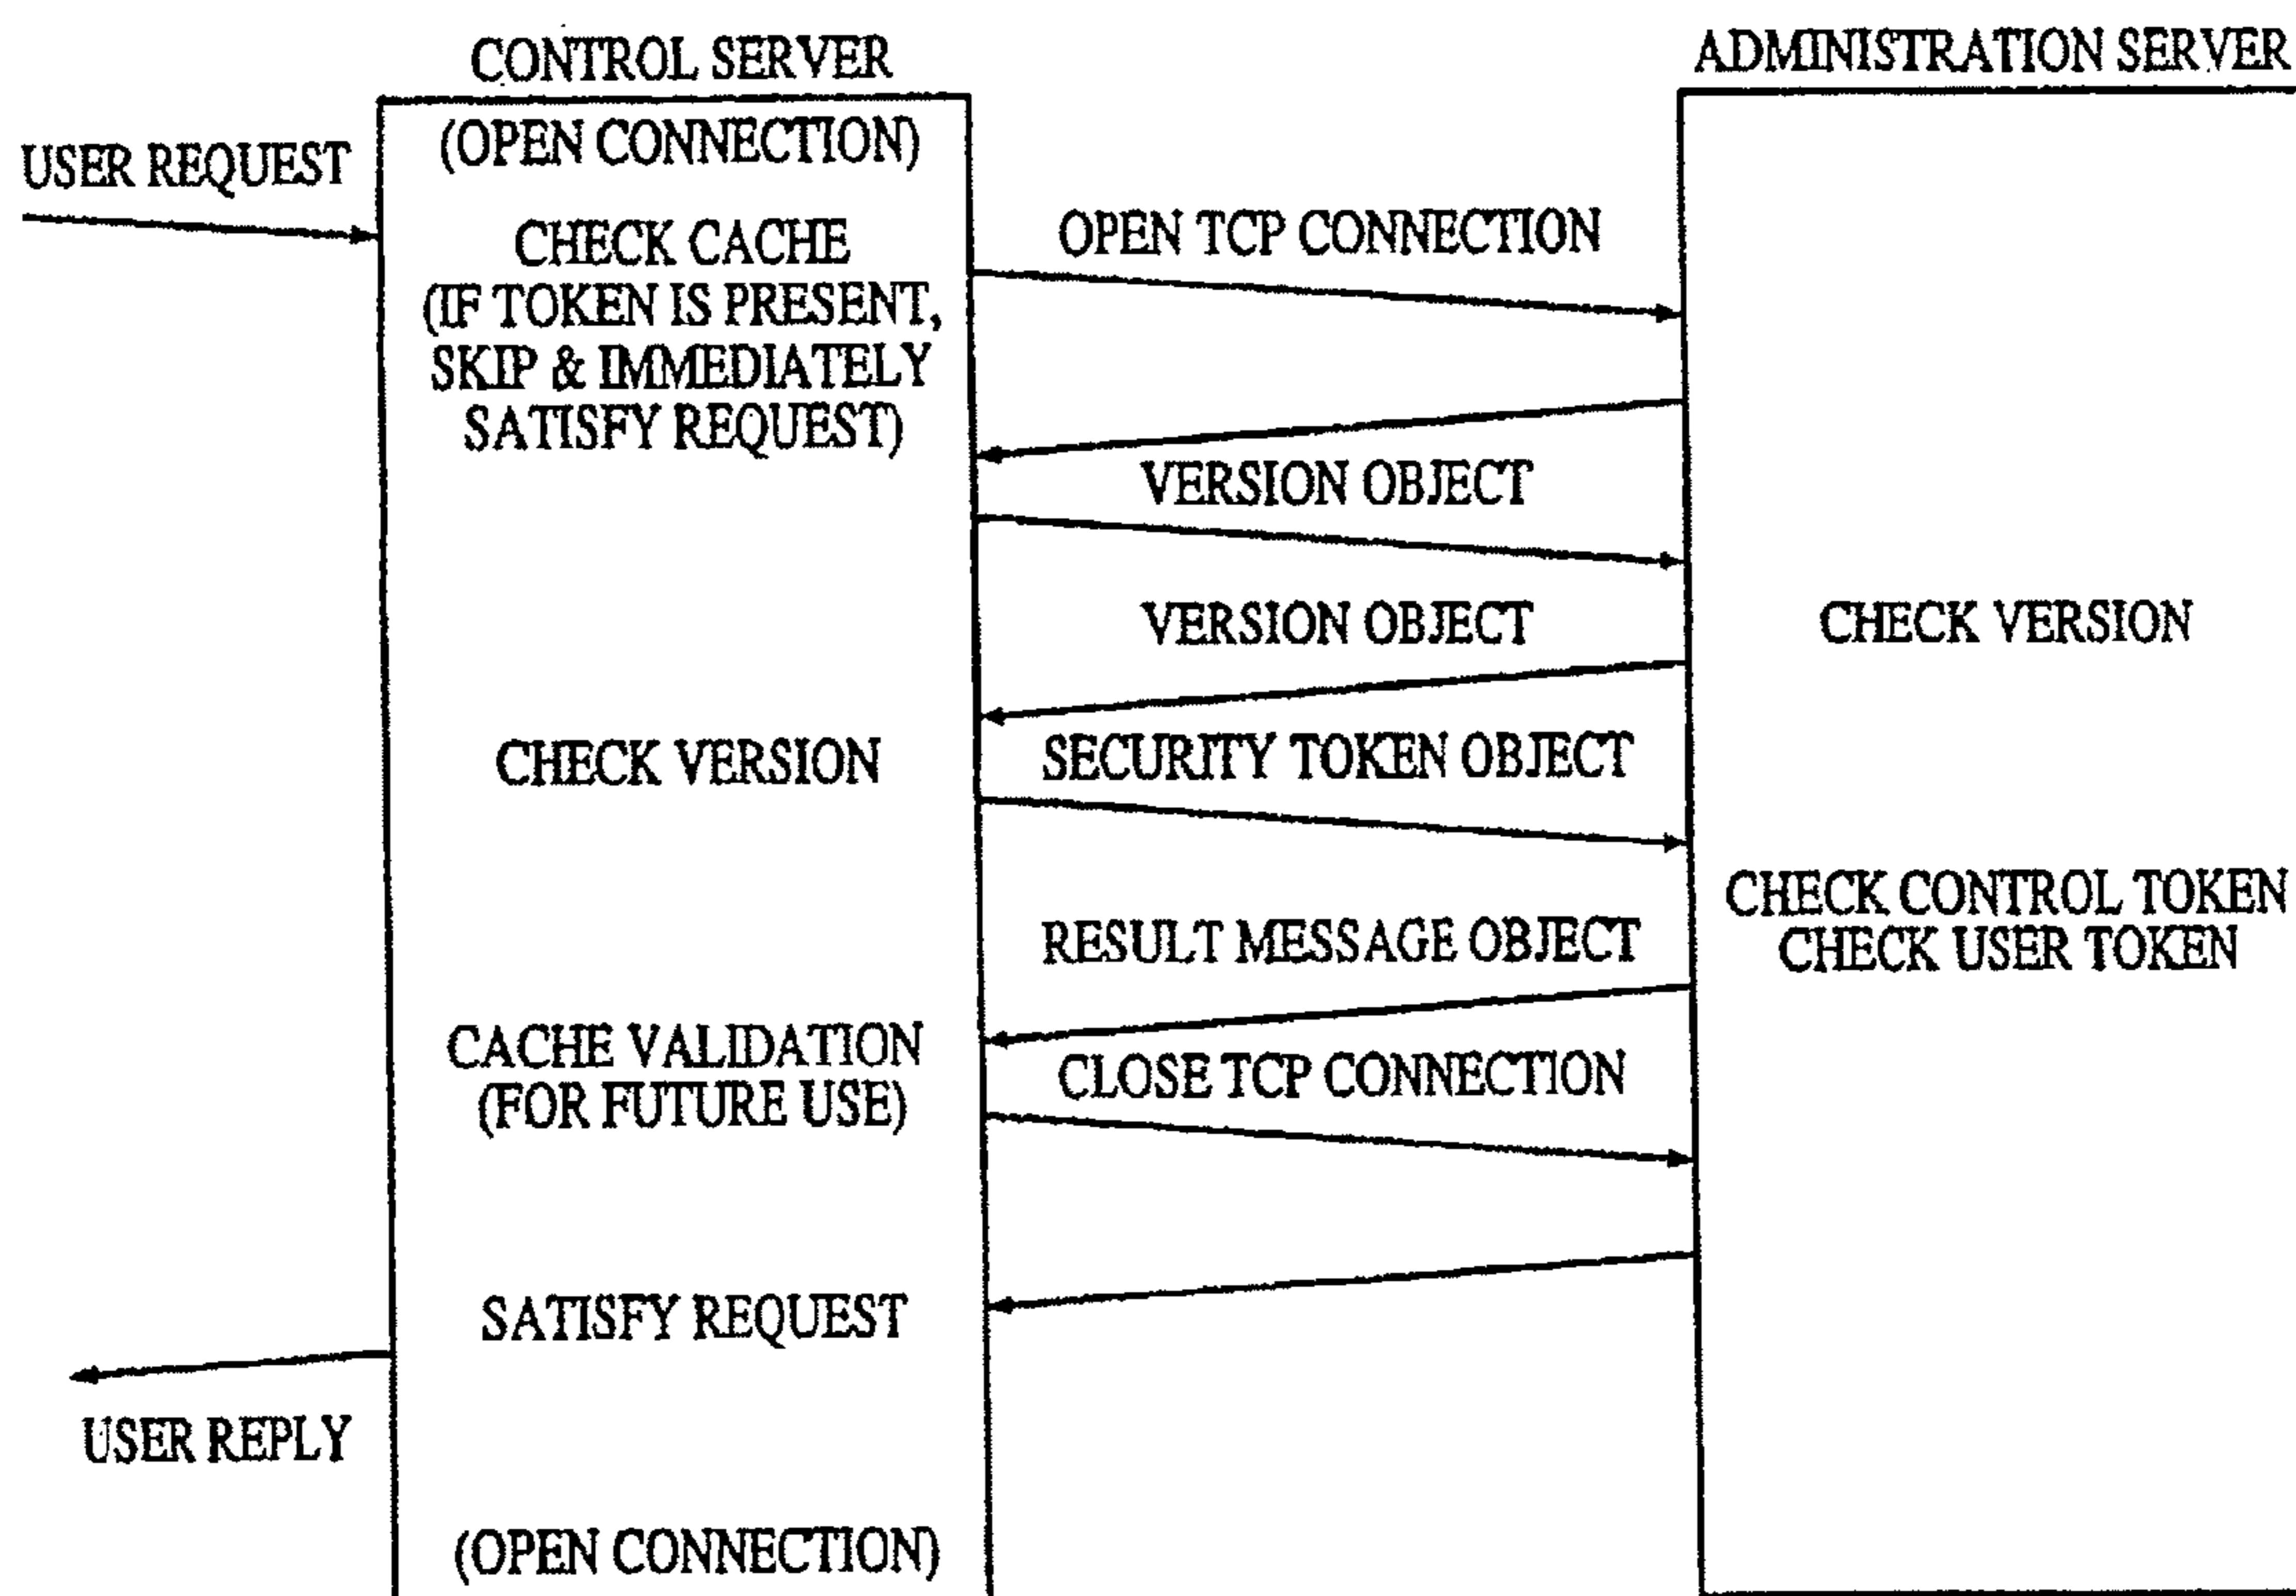 CONTROL SERVER
ADMINISTRATION SERVER
(OPEN CONNECTION)
USER REQUEST
CHECK CACHE
(IF TOKEN IS PRESENT,
SKIP & IMMEDIATELY
SATISFY REQUEST)
OPEN TCP CONNECTION
VERSION OBJECT
VERSION OBJECT
CHECK VERSION
CHECK VERSION
SECURITY TOKEN OBJECT
CHECK CONTROL TOKEN
CHECK USER TOKEN
RESULT MESSAGE OBJECT
CACHE VALIDATION
(FOR FUTURE USE)
CLOSE TCP CONNECTION
SATISFY REQUEST
USER REPLY
(OPEN CONNECTION)